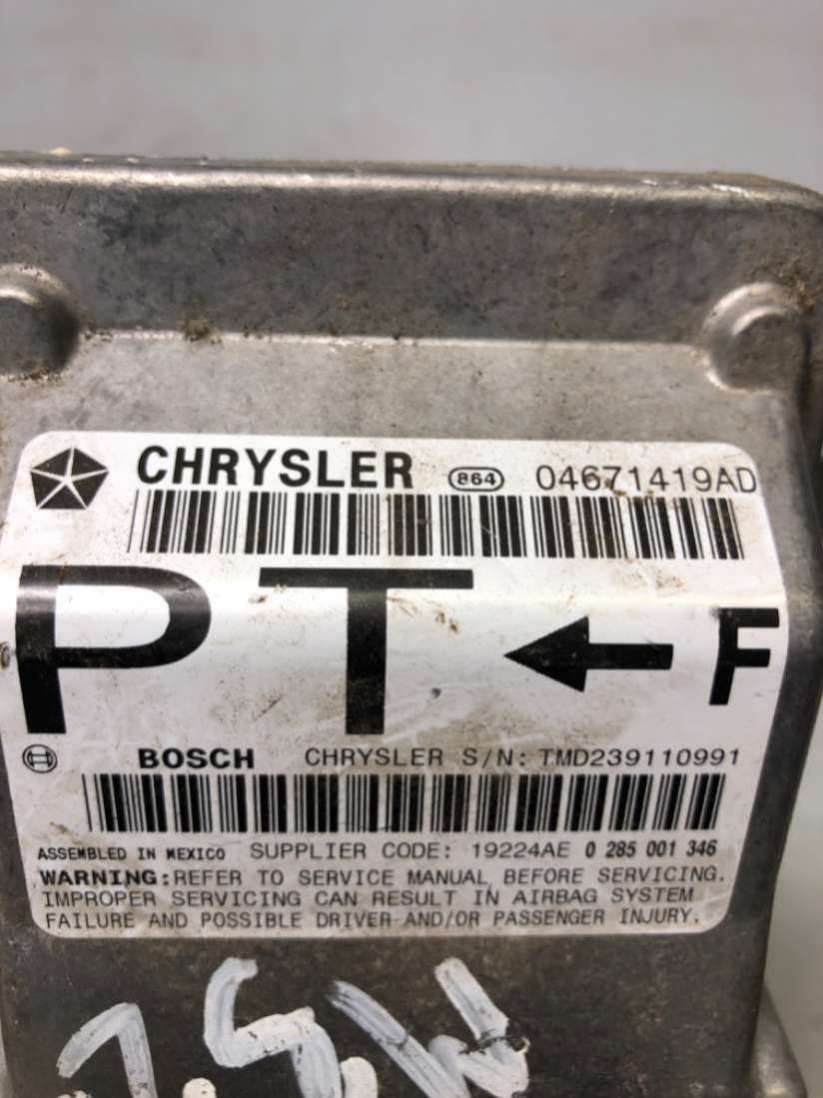 CHRYSLER 864 04671419AD
PT ← F
BOSCH CHRYSLER S/N: TMD239110991
ASSEMBLED IN MEXICO SUPPLIER CODE: 19224AE 0 285 001 346
WARNING: REFER TO SERVICE MANUAL BEFORE SERVICING.
IMPROPER SERVICING CAN RESULT IN AIRBAG SYSTEM
FAILURE AND POSSIBLE DRIVER AND/OR PASSENGER INJURY.